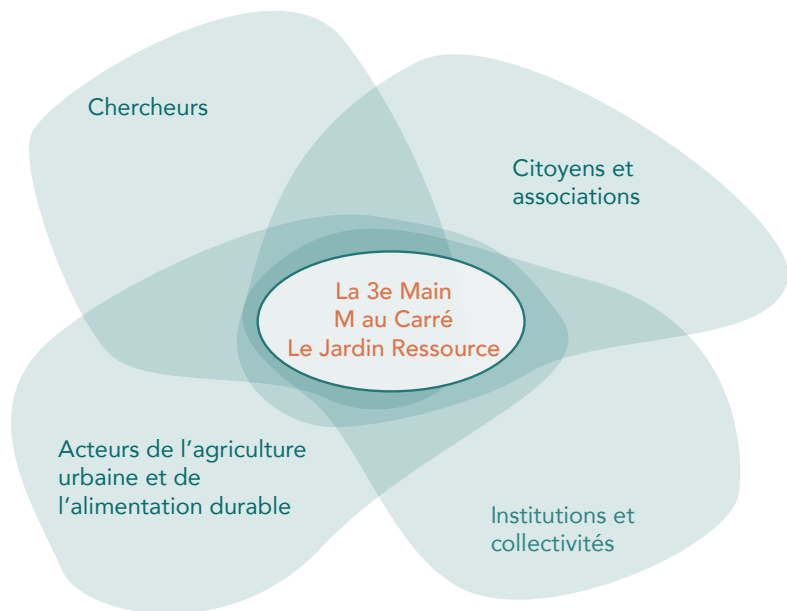 Chercheurs
Citoyens et
associations
La 3e Main
M au Carré
Le Jardin Ressource
Acteurs de l'agriculture
urbaine et de
l'alimentation durable
Institutions et
collectivités